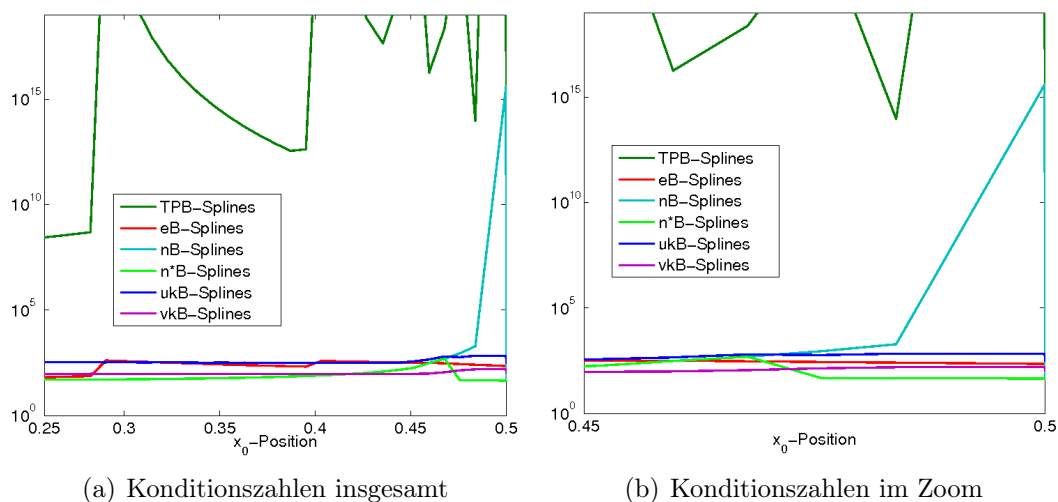 10^15
10^10
10^5
10^0
TPB-Splines
eB-Splines
nB-Splines
n*B-Splines
ukB-Splines
vkB-Splines
0.25
0.3
0.35
0.4
0.45
0.5
x_0-Position
(a) Konditionszahlen insgesamt
10^15
10^10
10^5
10^0
TPB-Splines
eB-Splines
nB-Splines
n*B-Splines
ukB-Splines
vkB-Splines
0.45
0.5
x_0-Position
(b) Konditionszahlen im Zoom